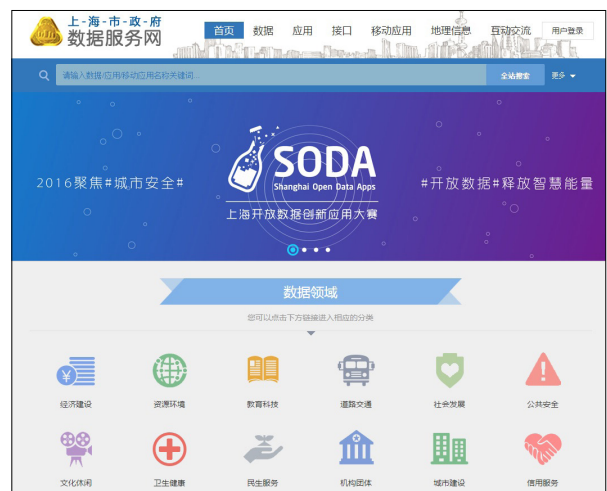 上-海-市-政-府
数据服务网
首页 数据 应用 接口 移动应用 地理信息 互动交流 用户登录
请输入数据/应用/移动应用名称关键词... 全站搜索 更多
2016聚焦#城市安全#
SODA
Shanghai Open Data Apps
上海开放数据创新应用大赛
#开放数据#释放智慧能量
数据领域
您可以点击下方链接进入相应的分类
经济建设 资源环境 教育科技 道路交通 社会发展 公共安全
文化休闲 卫生健康 民生服务 机构团体 城市建设 信用服务